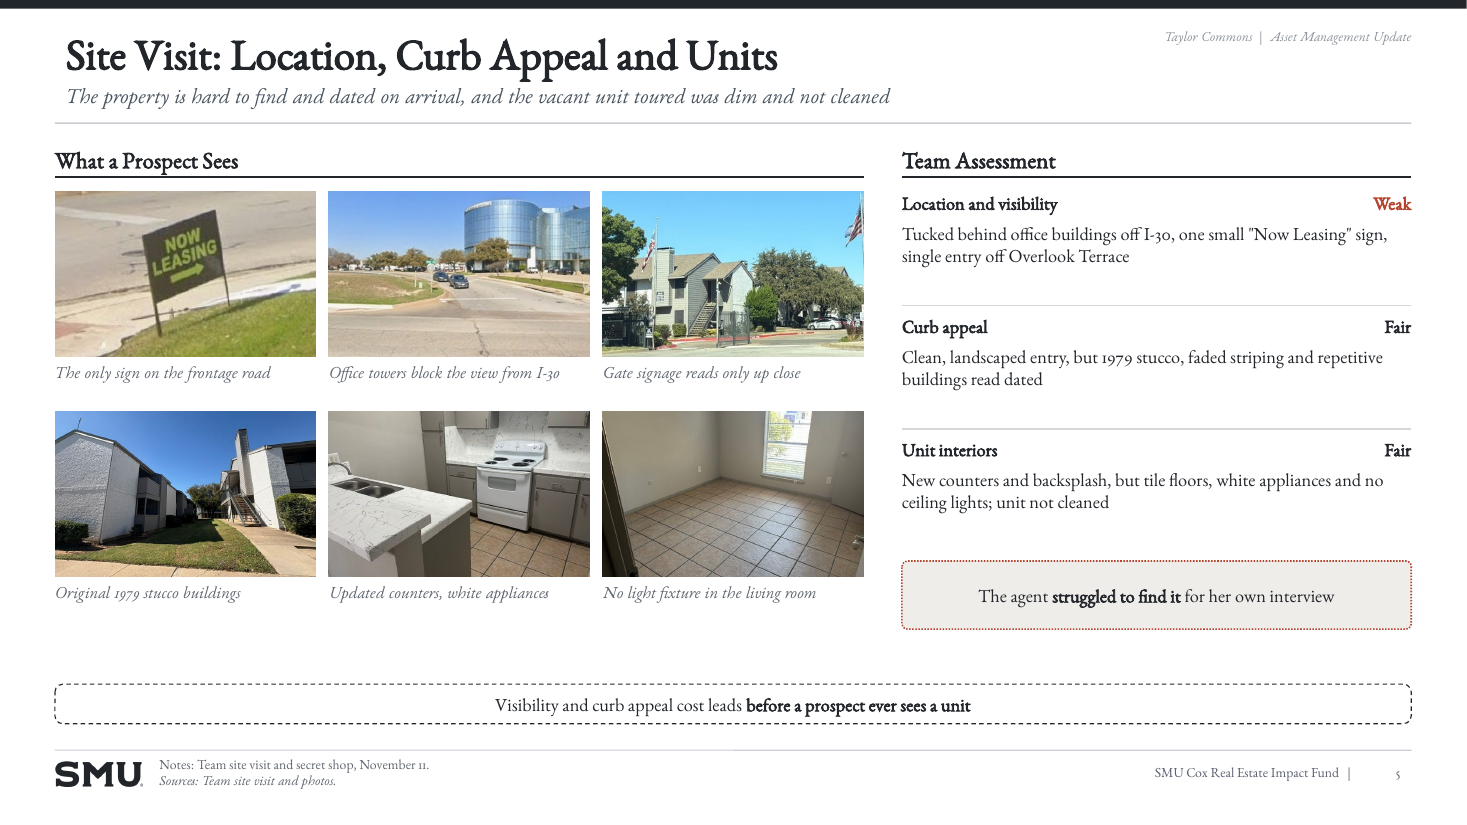 Taylor Commons | Asset Management Update
Site Visit: Location, Curb Appeal and Units
The property is hard to find and dated on arrival, and the vacant unit toured was dim and not cleaned
What a Prospect Sees
NOW
LEASING
The only sign on the frontage road
Office towers block the view from I-30
Gate signage reads only up close
Original 1979 stucco buildings
Updated counters, white appliances
No light fixture in the living room
Team Assessment
Location and visibility Weak
Tucked behind office buildings off I-30, one small "Now Leasing" sign,
single entry off Overlook Terrace
Curb appeal Fair
Clean, landscaped entry, but 1979 stucco, faded striping and repetitive
buildings read dated
Unit interiors Fair
New counters and backsplash, but tile floors, white appliances and no
ceiling lights; unit not cleaned
The agent struggled to find it for her own interview
Visibility and curb appeal cost leads before a prospect ever sees a unit
SMU
Notes: Team site visit and secret shop, November 11.
Sources: Team site visit and photos.
SMU Cox Real Estate Impact Fund | 5